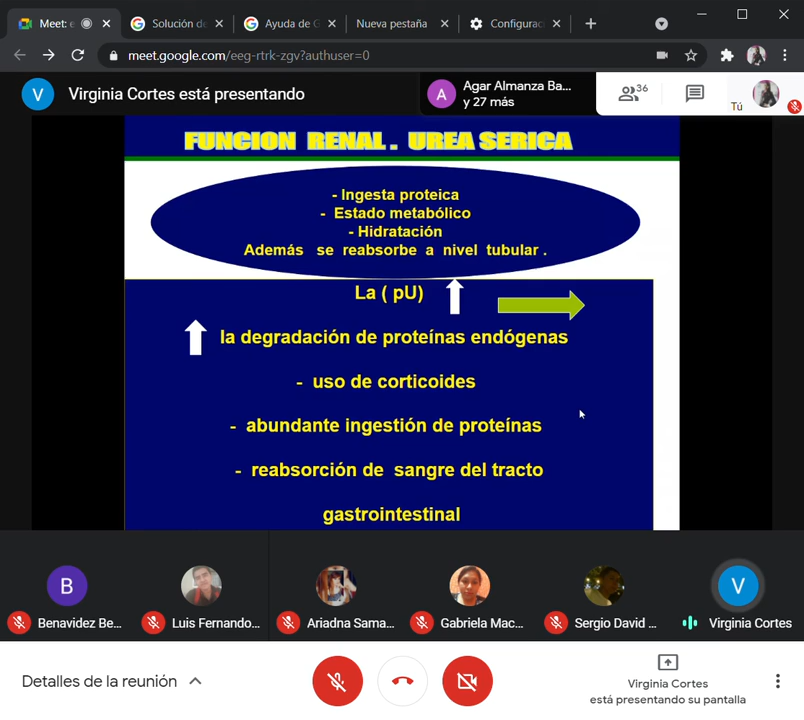 Meet: e
Solución de
Ayuda de G
Nueva pestaña
Configurac
meet.google.com/eeg-rtrk-zgv?authuser=0
V
Virginia Cortes está presentando
A
Agar Almanza Ba...
y 27 más
36
Tú
FUNCION RENAL . UREA SERICA
- Ingesta proteica
- Estado metabólico
- Hidratación
Además se reabsorbe a nivel tubular .
La ( pU)
la degradación de proteínas endógenas
- uso de corticoides
- abundante ingestión de proteínas
- reabsorción de sangre del tracto
gastrointestinal
B
V
Benavidez Be...
Luis Fernando...
Ariadna Sama...
Gabriela Mac...
Sergio David ...
Virginia Cortes
Detalles de la reunión
Virginia Cortes
está presentando su pantalla